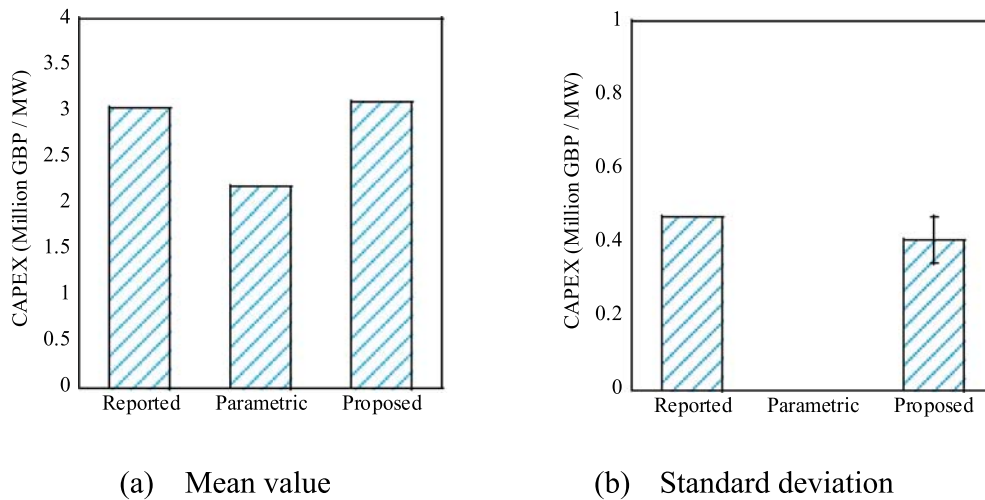 CAPEX (Million GBP / MW)
4
3.5
3
2.5
2
1.5
1
0.5
0
Reported Parametric Proposed
(a) Mean value
CAPEX (Million GBP / MW)
1
0.8
0.6
0.4
0.2
0
Reported Parametric Proposed
(b) Standard deviation